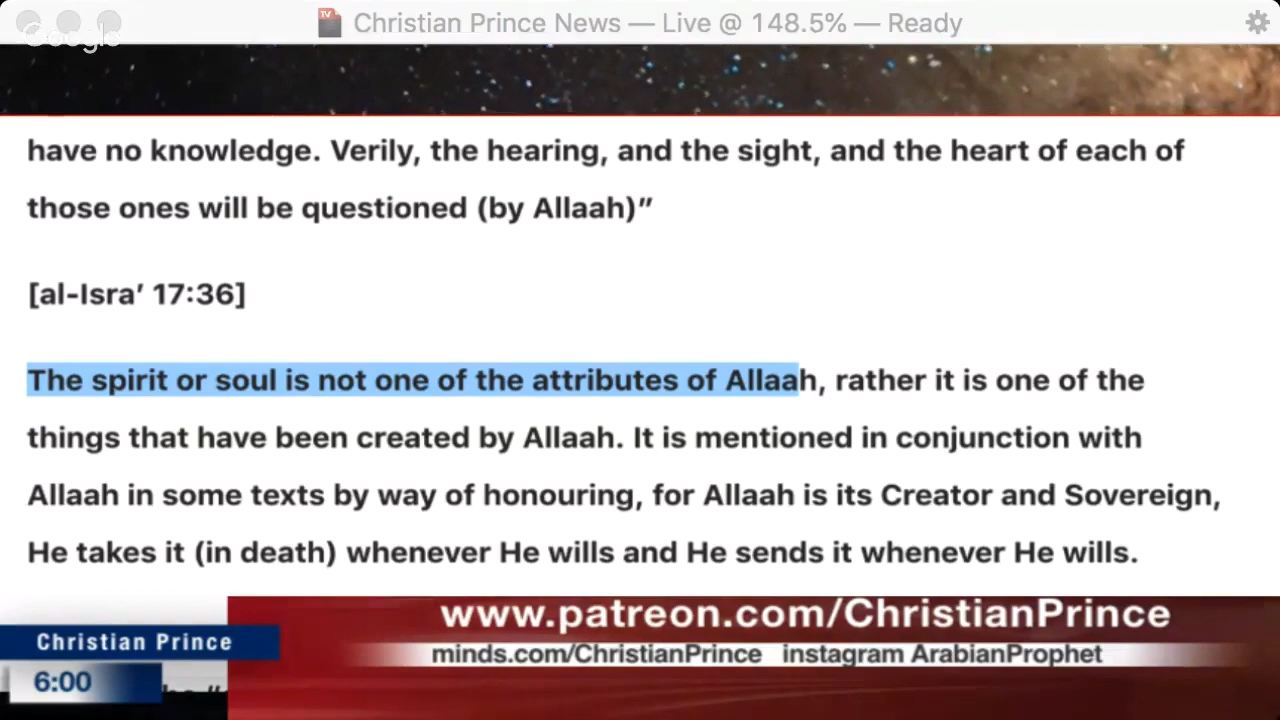 Christian Prince News — Live @ 148.5% — Ready
Google
have no knowledge. Verily, the hearing, and the sight, and the heart of each of
those ones will be questioned (by Allaah)”
[al-Isra’ 17:36]
The spirit or soul is not one of the attributes of Allaah, rather it is one of the
things that have been created by Allaah. It is mentioned in conjunction with
Allaah in some texts by way of honouring, for Allaah is its Creator and Sovereign,
He takes it (in death) whenever He wills and He sends it whenever He wills.
www.patreon.com/ChristianPrince
Christian Prince
minds.com/ChristianPrince instagram ArabianProphet
6:00